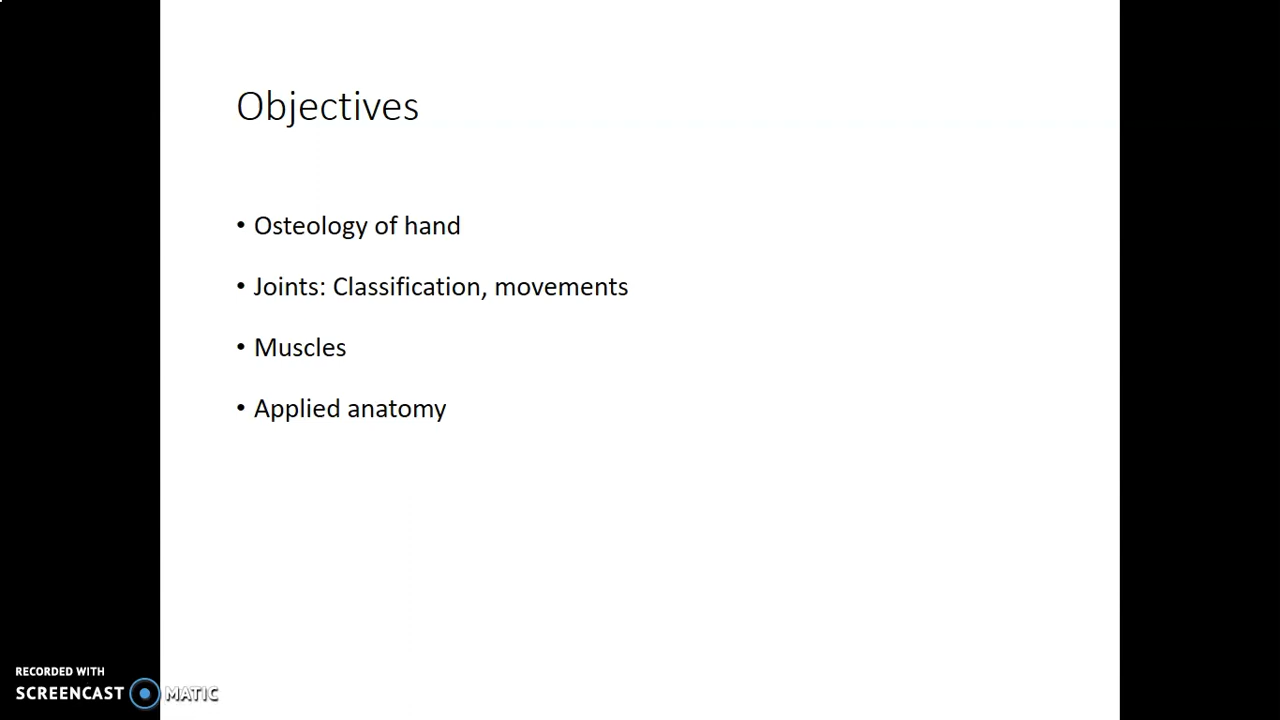 Objectives
• Osteology of hand
• Joints: Classification, movements
• Muscles
• Applied anatomy
RECORDED WITH
SCREENCAST MATIC